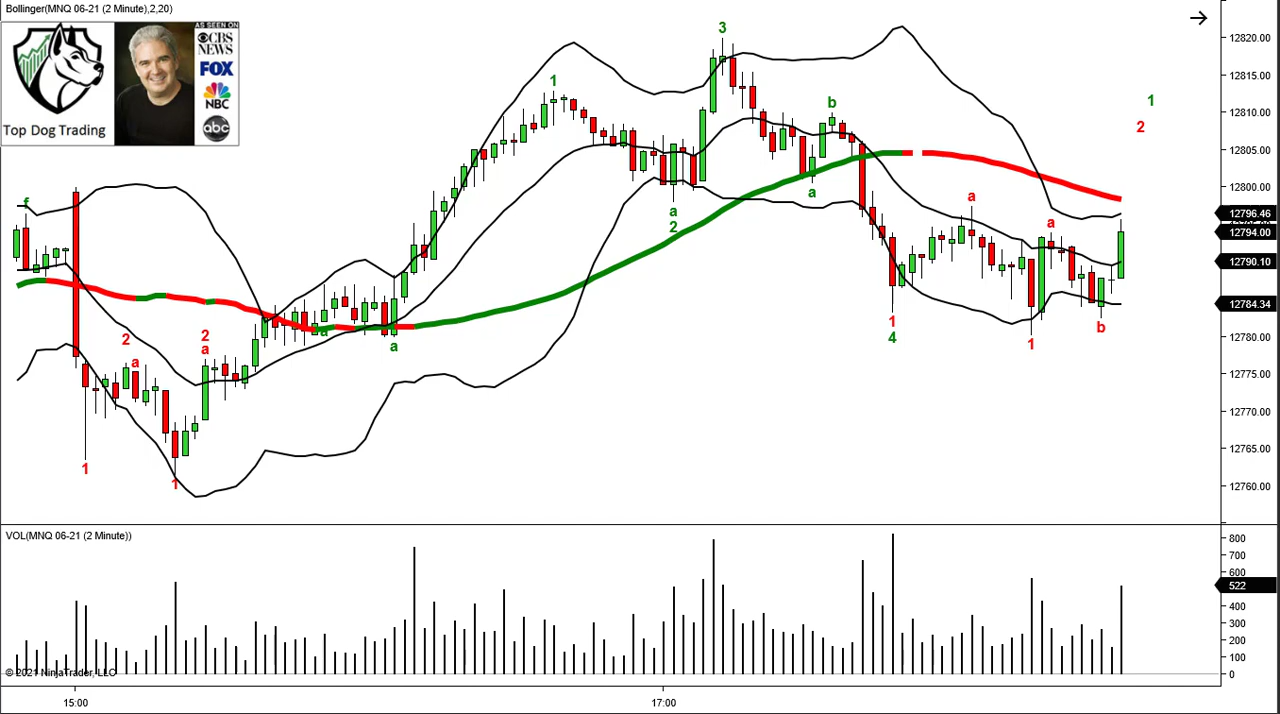 Bollinger(MNQ 06-21 (2 Minute),2,20)
AS SEEN ON
CBS
NEWS
FOX
NBC
abc
Top Dog Trading
12820.00
12815.00
12810.00
12805.00
12800.00
12796.46
12794.00
12790.10
12784.34
12780.00
12775.00
12770.00
12765.00
12760.00
3
1
b
1
2
f
a
a
2
a
a
a
2
2
a
a
a
a
1
4
1
b
1
1
VOL(MNQ 06-21 (2 Minute))
800
700
600
522
400
300
200
100
0
© 2021 NinjaTrader, LLC
15:00
17:00